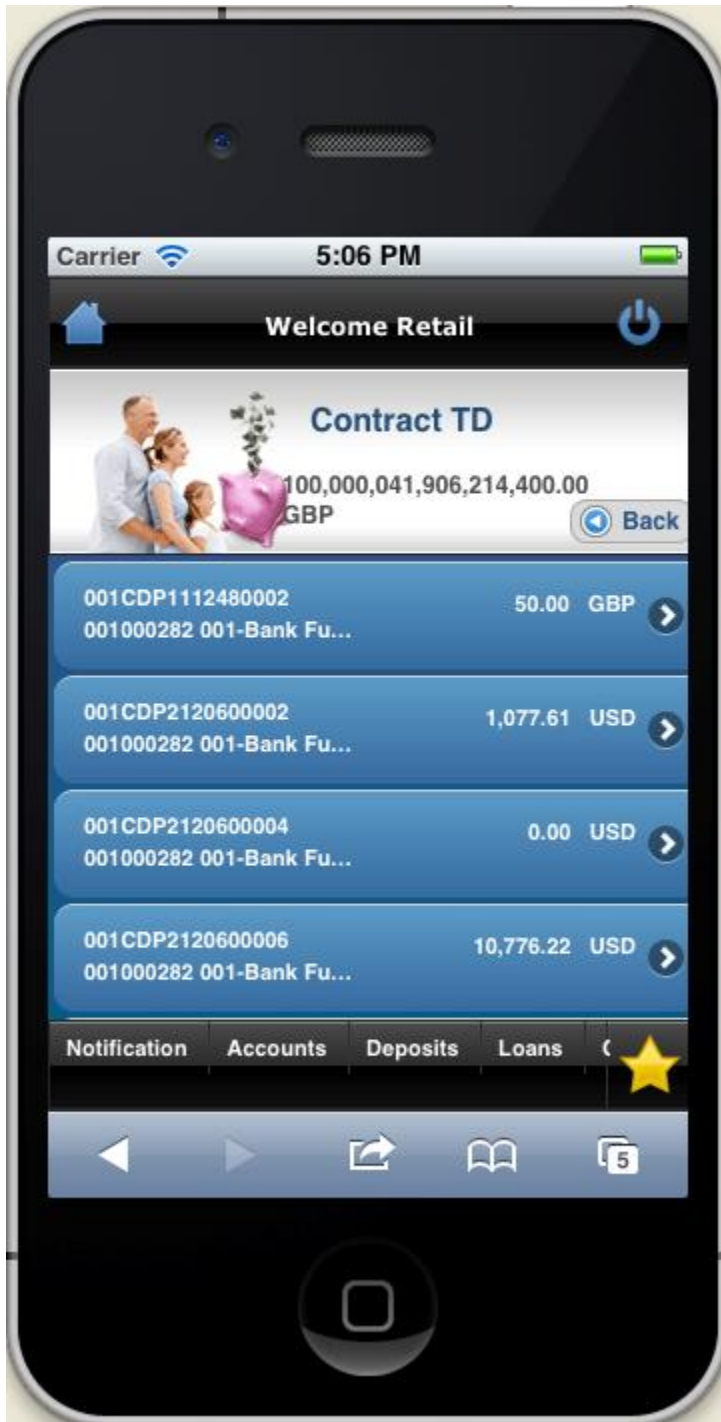 Carrier 5:06 PM
Welcome Retail
Contract TD
100,000,041,906,214,400.00
GBP
Back
001CDP1112480002 50.00 GBP
001000282 001-Bank Fu...
001CDP2120600002 1,077.61 USD
001000282 001-Bank Fu...
001CDP2120600004 0.00 USD
001000282 001-Bank Fu...
001CDP2120600006 10,776.22 USD
001000282 001-Bank Fu...
Notification Accounts Deposits Loans
5